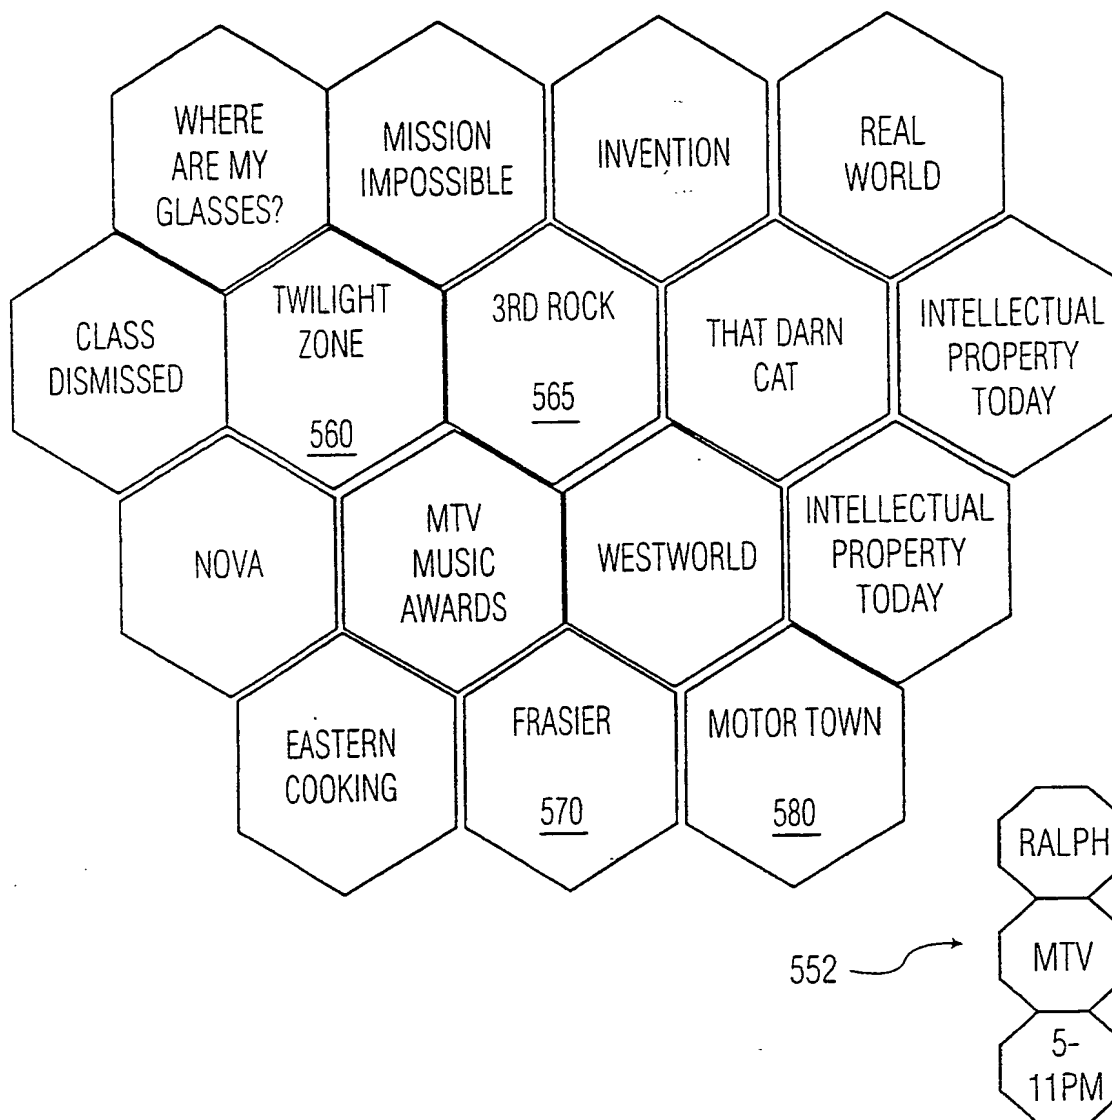 WHERE
ARE MY
GLASSES?
MISSION
IMPOSSIBLE
INVENTION
REAL
WORLD
CLASS
DISMISSED
TWILIGHT
ZONE
560
3RD ROCK
565
THAT DARN
CAT
INTELLECTUAL
PROPERTY
TODAY
NOVA
MTV
MUSIC
AWARDS
WESTWORLD
INTELLECTUAL
PROPERTY
TODAY
EASTERN
COOKING
FRASIER
570
MOTOR TOWN
580
RALPH
552
MTV
5-
11PM